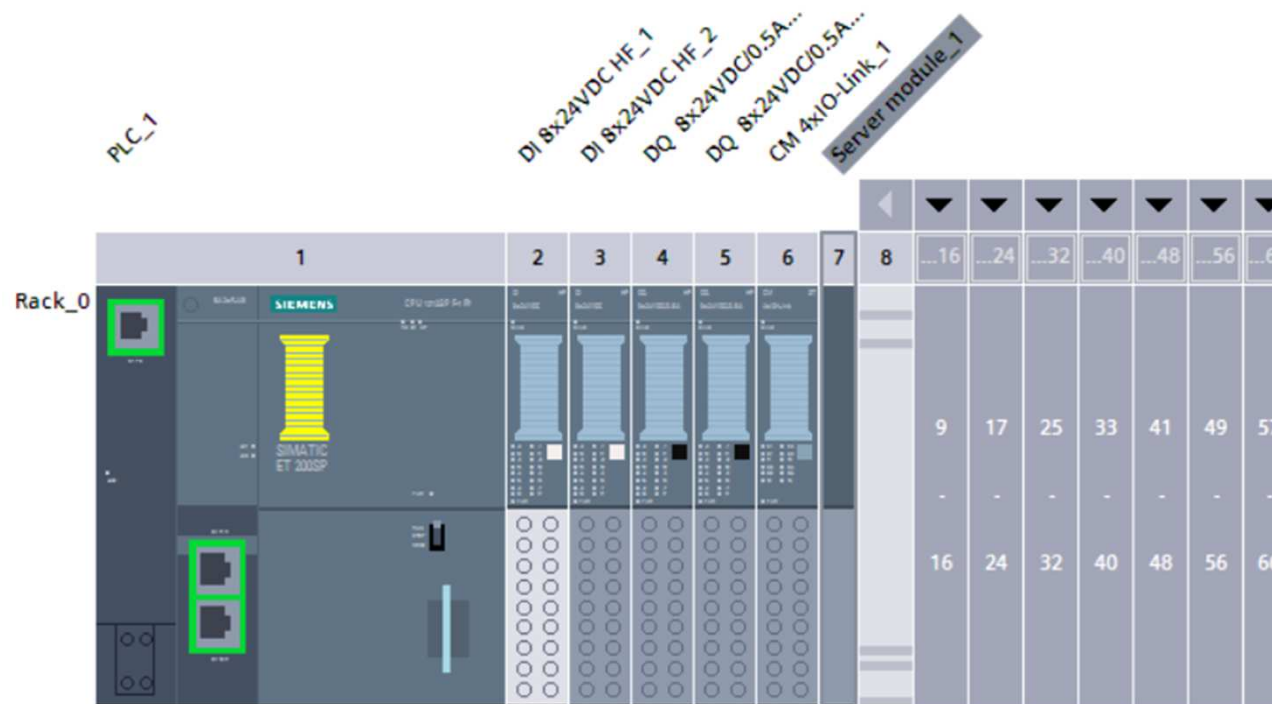 PLC_1
DI 8x24VDC HF_1
DI 8x24VDC HF_2
DQ 8x24VDC/0.5A...
DQ 8x24VDC/0.5A...
CM 4xIO-Link_1
Server module_1
1 2 3 4 5 6 7 8 ...16 ...24 ...32 ...40 ...48 ...56
Rack_0
SIEMENS
SIMATIC
ET 200SP
9 17 25 33 41 49 57
- - - - - - -
16 24 32 40 48 56